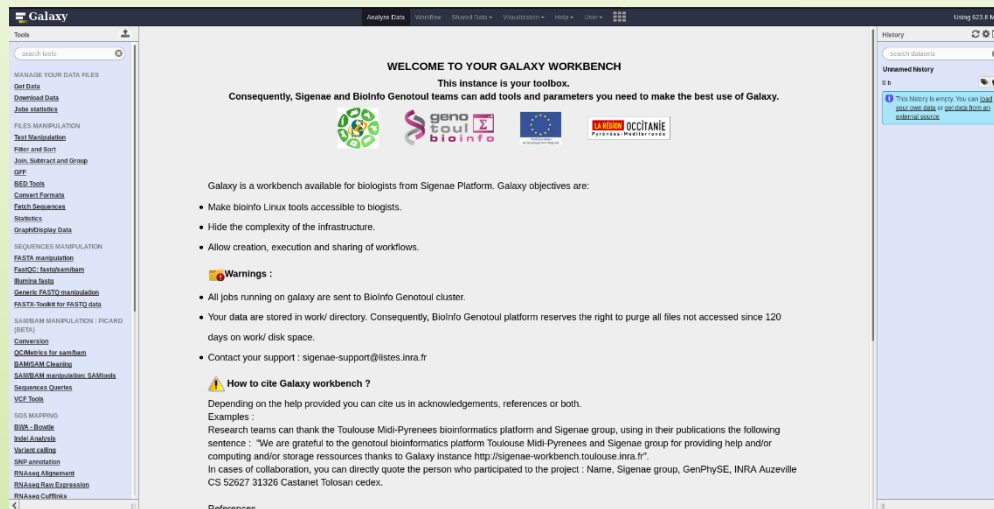 Galaxy
Analyze Data Workflow Shared Data Visualization Help User
Using 623.8 M
Tools
search tools
MANAGE YOUR DATA FILES
Get Data
Download Data
Jobs statistics
FILES MANIPULATION
Text Manipulation
Filter and Sort
Join, Subtract and Group
GFF
BED Tools
Convert Formats
Fetch Sequences
Statistics
Graph/Display Data
SEQUENCES MANIPULATION
FASTA manipulation
FastQC: fastq/sam/bam
Illumina fastq
Generic FASTQ manipulation
FASTX-Toolkit for FASTQ data
SAM/BAM MANIPULATION : PICARD
(BETA)
Conversion
QC/Metrics for sam/bam
BAM/SAM Cleaning
SAM/BAM manipulation: SAMtools
Sequences Queries
VCF Tools
SGS MAPPING
BWA - Bowtie
Indel Analysis
Variant calling
SNP annotation
RNAseq Alignement
RNAseq Raw Expression
RNAseq Cufflinks
WELCOME TO YOUR GALAXY WORKBENCH
This instance is your toolbox.
Consequently, Sigenae and BioInfo Genotoul teams can add tools and parameters you need to make the best use of Galaxy.
geno
toul
bioinfo
LA RÉGION OCCITANIE
Pyrénées-Méditerranée
Galaxy is a workbench available for biologists from Sigenae Platform. Galaxy objectives are:
Make bioinfo Linux tools accessible to biogists.
Hide the complexity of the infrastructure.
Allow creation, execution and sharing of workflows.
Warnings :
All jobs running on galaxy are sent to BioInfo Genotoul cluster.
Your data are stored in work/ directory. Consequently, BioInfo Genotoul platform reserves the right to purge all files not accessed since 120
days on work/ disk space.
Contact your support : sigenae-support@listes.inra.fr
How to cite Galaxy workbench ?
Depending on the help provided you can cite us in acknowledgements, references or both.
Examples :
Research teams can thank the Toulouse Midi-Pyrenees bioinformatics platform and Sigenae group, using in their publications the following
sentence : "We are grateful to the genotoul bioinformatics platform Toulouse Midi-Pyrenees and Sigenae group for providing help and/or
computing and/or storage ressources thanks to Galaxy instance http://sigenae-workbench.toulouse.inra.fr".
In cases of collaboration, you can directly quote the person who participated to the project : Name, Sigenae group, GenPhySE, INRA Auzeville
CS 52627 31326 Castanet Tolosan cedex.
References
History
search datasets
Unnamed history
0 b
This history is empty. You can load
your own data or get data from an
external source